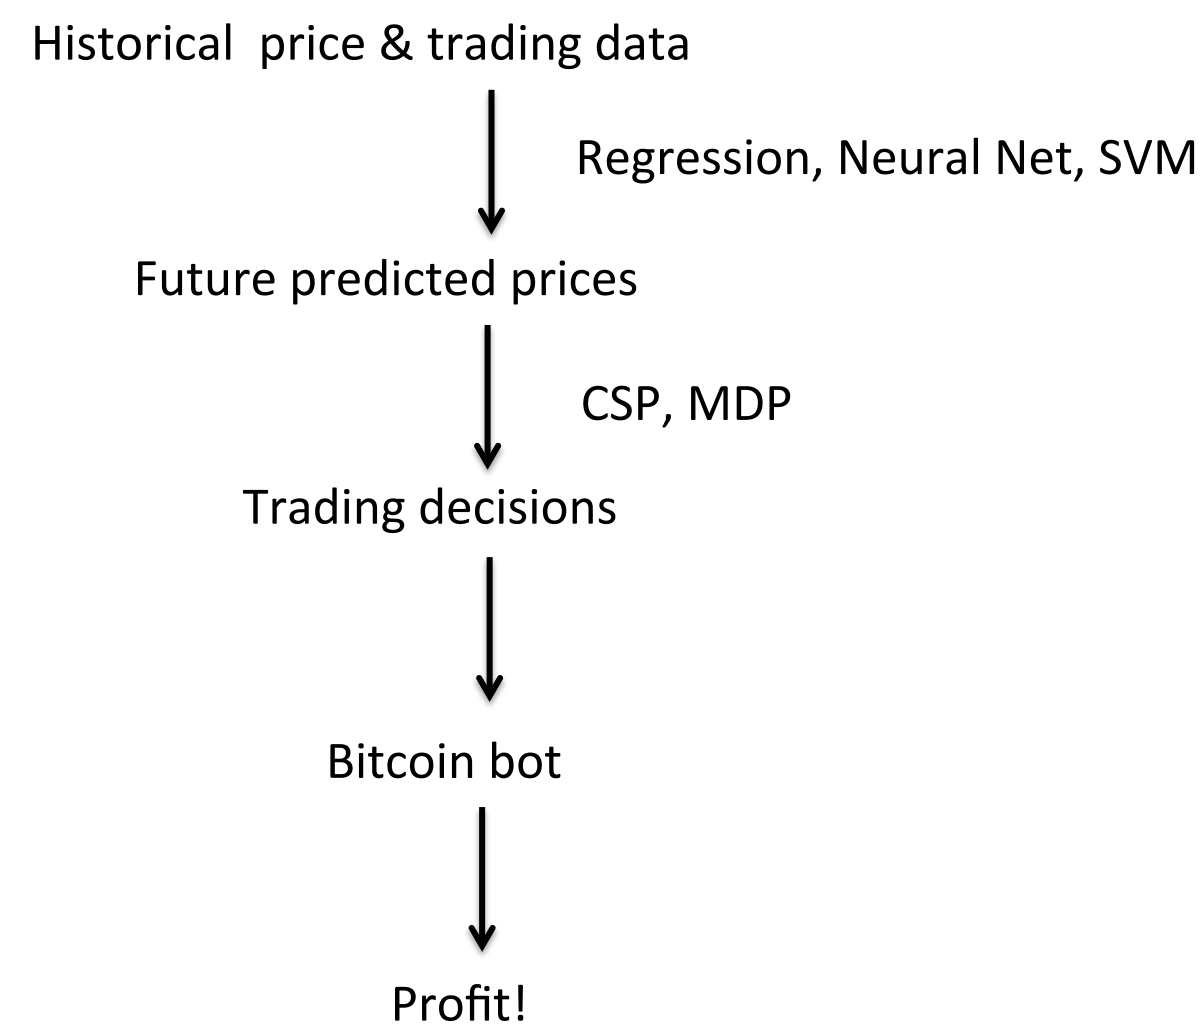 Historical  price & trading data
Regression, Neural Net, SVM
Future predicted prices
CSP, MDP
Trading decisions
Bitcoin bot
Profit!